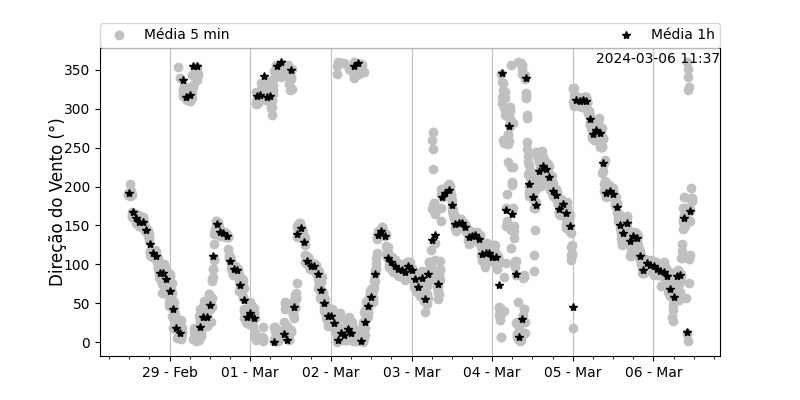 Média 5 min
Média 1h
2024-03-06 11:37
Direção do Vento (°)
350
300
250
200
150
100
50
0
29 - Feb
01 - Mar
02 - Mar
03 - Mar
04 - Mar
05 - Mar
06 - Mar